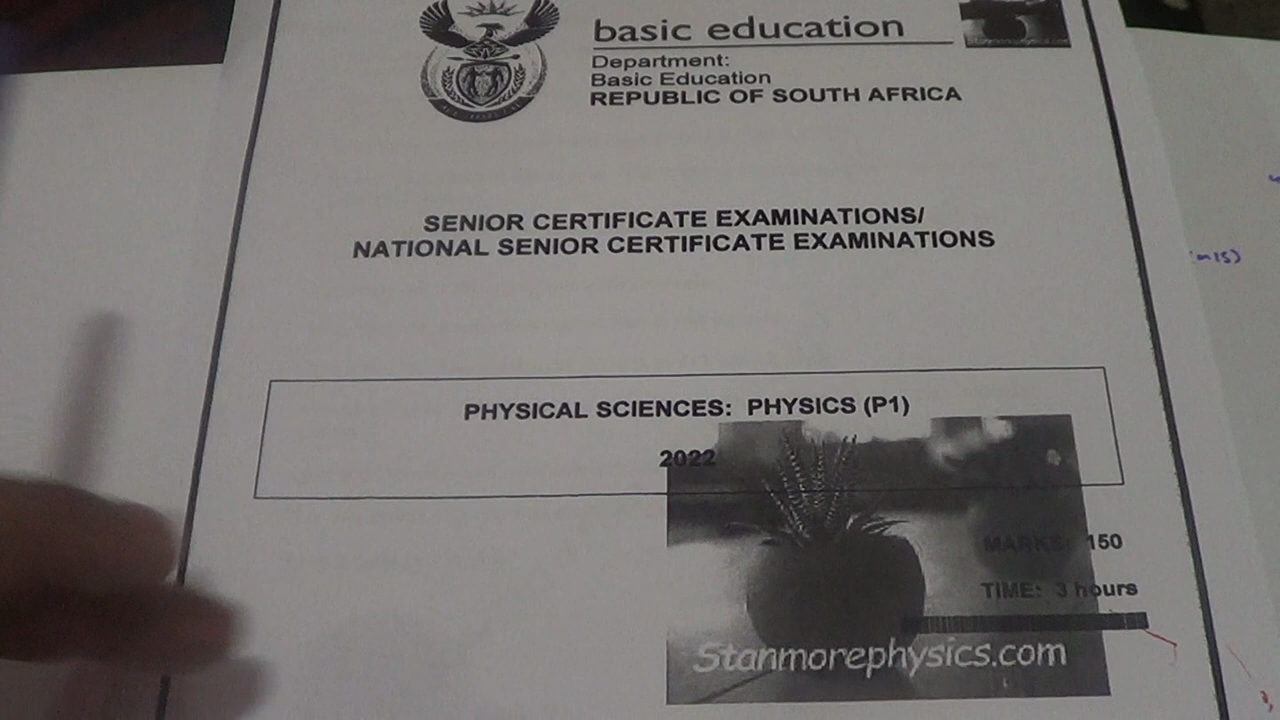 basic education
Department:
Basic Education
REPUBLIC OF SOUTH AFRICA
SENIOR CERTIFICATE EXAMINATIONS/
NATIONAL SENIOR CERTIFICATE EXAMINATIONS
(m/s)
PHYSICAL SCIENCES: PHYSICS (P1)
2022
MARKS: 150
TIME: 3 hours
Stanmorephysics.com